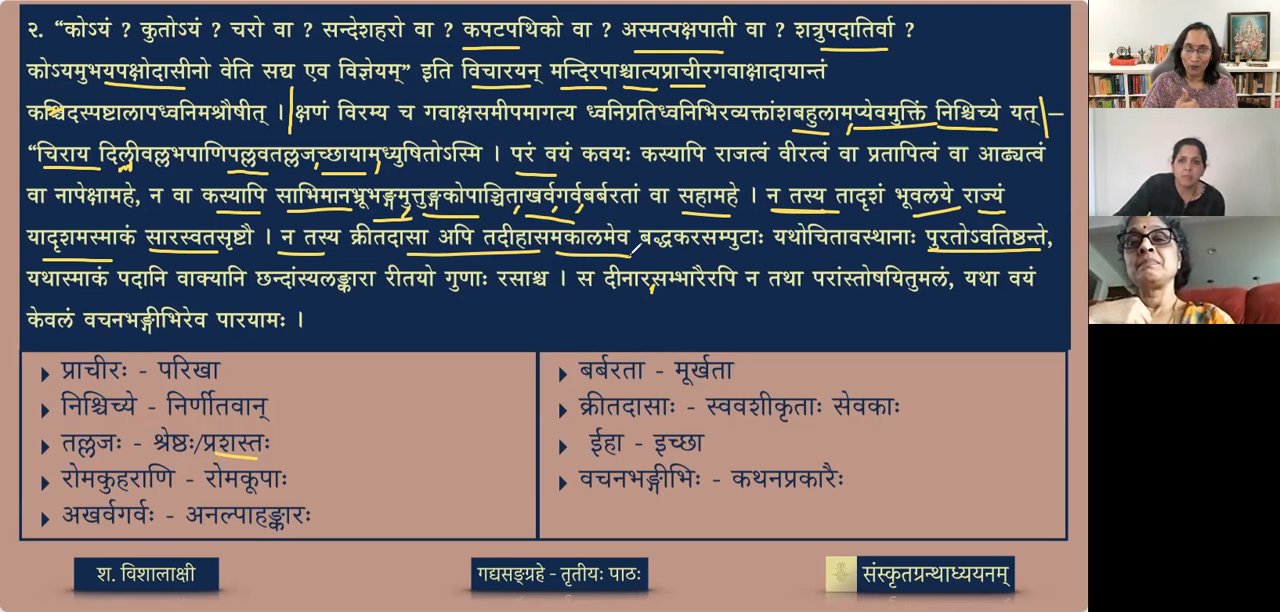 २. “कोऽयं ? कुतोऽयं ? चरो वा ? सन्देशहरो वा ? कपटपथिको वा ? अस्मत्पक्षपाती वा ? शत्रुपदातिर्वा ?
कोऽयमुभयपक्षोदासीनो वेति सद्य एव विज्ञेयम्” इति विचारयन् मन्दिरपाश्चात्यप्राचीरगवाक्षादायान्तं
कञ्चिदस्पष्टालापध्वनिमश्रौषीत् । क्षणं विरम्य च गवाक्षसमीपमागत्य ध्वनिप्रतिध्वनिभिरव्यक्तांशबहुलामप्येवमुक्तिं निश्चिच्ये यत् –
“चिराय दिल्लीवल्लभपाणिपल्लवतल्लजच्छायामध्युषितोऽस्मि । परं वयं कवयः कस्यापि राजत्वं वीरत्वं वा प्रतापित्वं वा आढ्यत्वं
वा नापेक्षामहे, न वा कस्यापि साभिमानभ्रूभङ्गमुत्तुङ्गकोपाञ्चिताखर्वगर्वबर्बरतां वा सहामहे । न तस्य तादृशं भूवलये राज्यं
यादृशमस्माकं सारस्वतसृष्टौ । न तस्य क्रीतदासा अपि तदीहासमकालमेव बद्धकरसम्पुटाः यथोचितावस्थानाः पुरतोऽवतिष्ठन्ते,
यथास्माकं पदानि वाक्यानि छन्दांस्यलङ्कारा रीतयो गुणाः रसाश्च । स दीनारसम्भारैरपि न तथा परांस्तोषयितुमलं, यथा वयं
केवलं वचनभङ्गीभिरेव पारयामः ।
प्राचीरः - परिखा
निश्चिच्ये - निर्णीतवान्
तल्लजः - श्रेष्ठः/प्रशस्तः
रोमकुहराणि - रोमकूपाः
अखर्वगर्वः - अनल्पाहङ्कारः
बर्बरता - मूर्खता
क्रीतदासाः - स्ववशीकृताः सेवकाः
ईहा - इच्छा
वचनभङ्गीभिः - कथनप्रकारैः
श. विशालाक्षी
गद्यसङ्ग्रहे - तृतीयः पाठः
संस्कृतग्रन्थाध्ययनम्